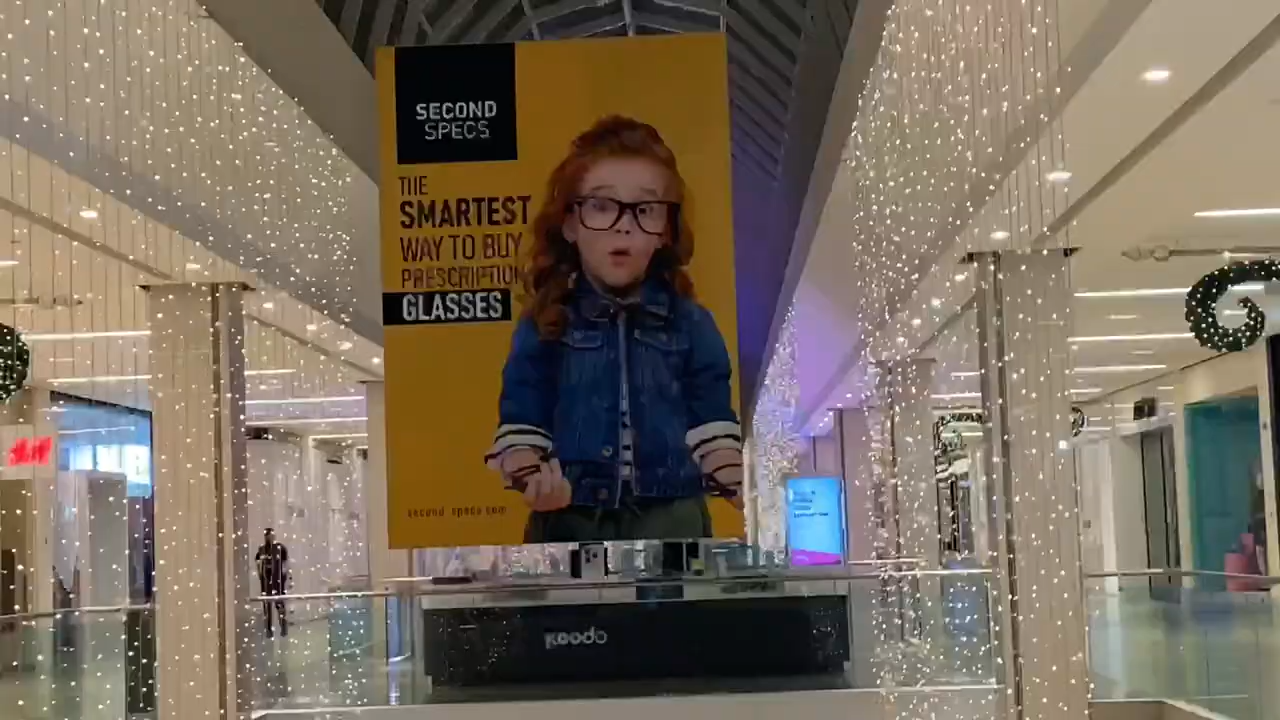 SECOND
SPECS
THE
SMARTEST
WAY TO BUY
PRESCRIPTION
GLASSES
second-specs.com
H&M
koodo